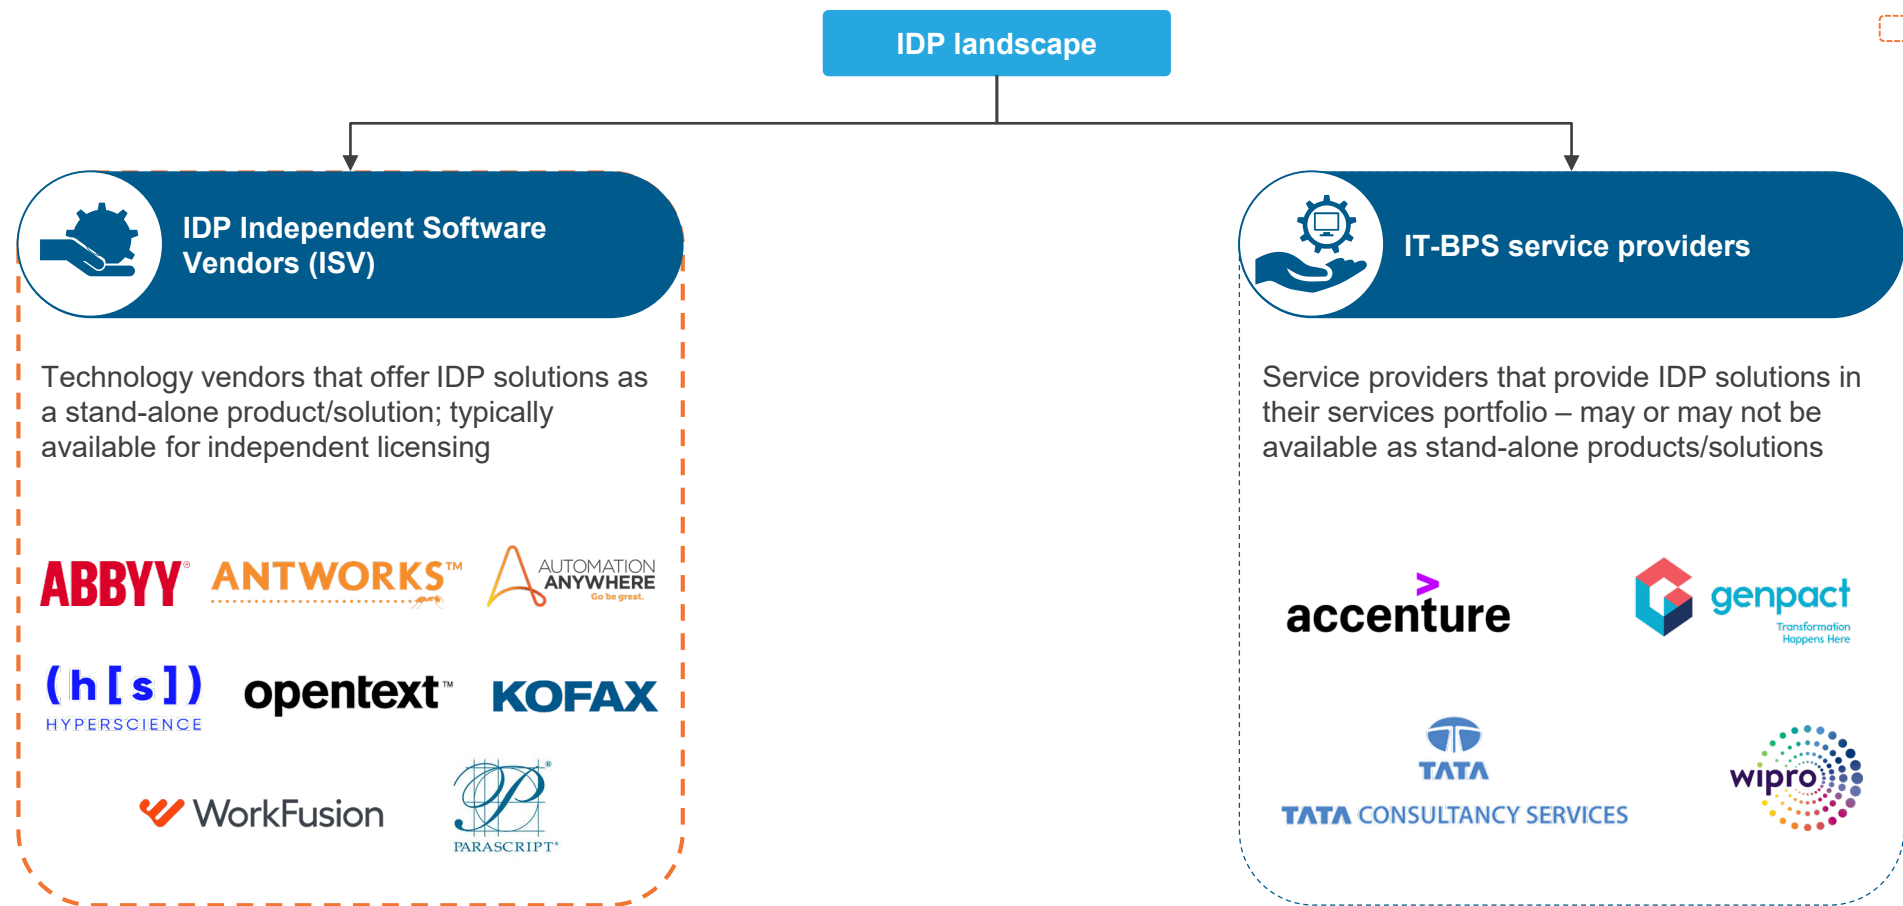 IDP landscape
IDP Independent Software
Vendors (ISV)
Technology vendors that offer IDP solutions as
a stand-alone product/solution; typically
available for independent licensing
ABBYY®
ANTWORKS™
AUTOMATION
ANYWHERE
Go be great.
(h[s])
HYPERSCIENCE
opentext™
KOFAX
WorkFusion
P®
PARASCRIPT®
IT-BPS service providers
Service providers that provide IDP solutions in
their services portfolio – may or may not be
available as stand-alone products/solutions
accenture
>
genpact
Transformation
Happens Here
TATA
TATA CONSULTANCY SERVICES
wipro